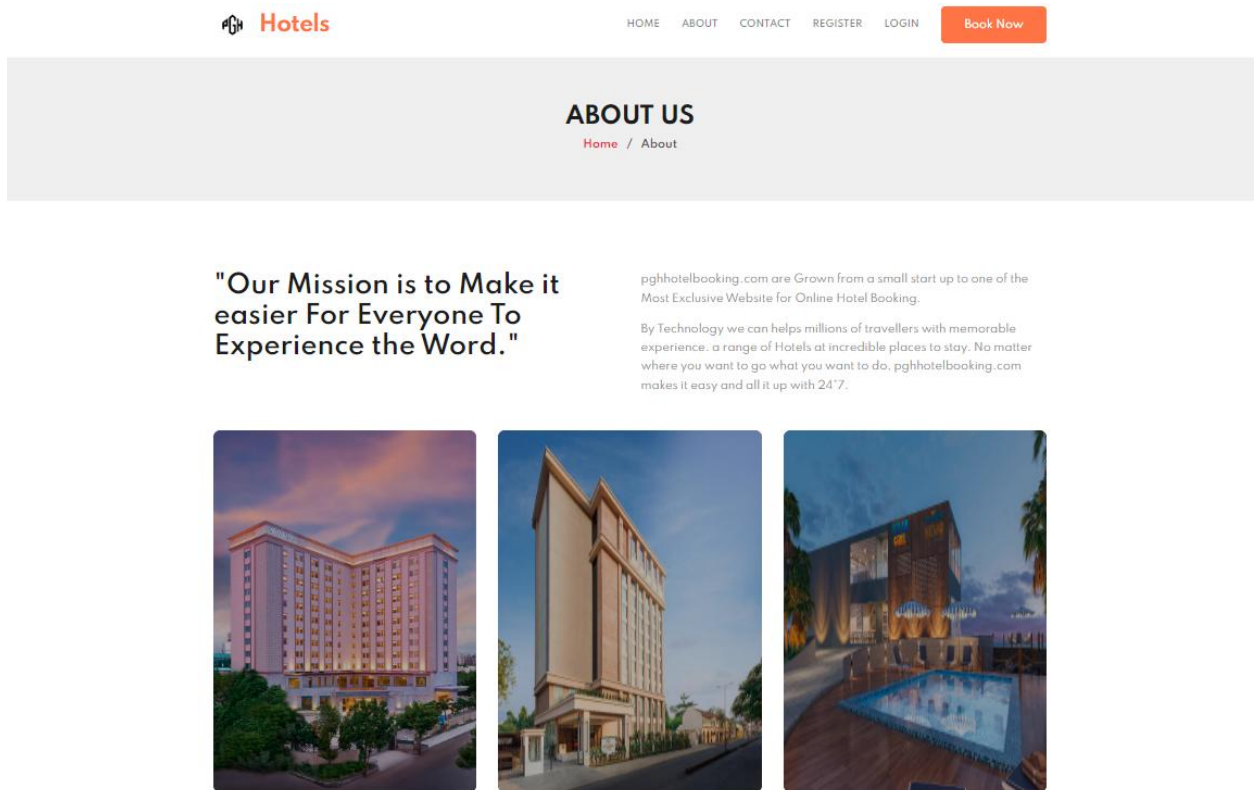 PGH Hotels
HOME ABOUT CONTACT REGISTER LOGIN Book Now
ABOUT US
Home / About
"Our Mission is to Make it
easier For Everyone To
Experience the Word."
pghhotelbooking.com are Grown from a small start up to one of the
Most Exclusive Website for Online Hotel Booking.
By Technology we can helps millions of travellers with memorable
experience. a range of Hotels at incredible places to stay. No matter
where you want to go what you want to do, pghhotelbooking.com
makes it easy and all it up with 24*7.